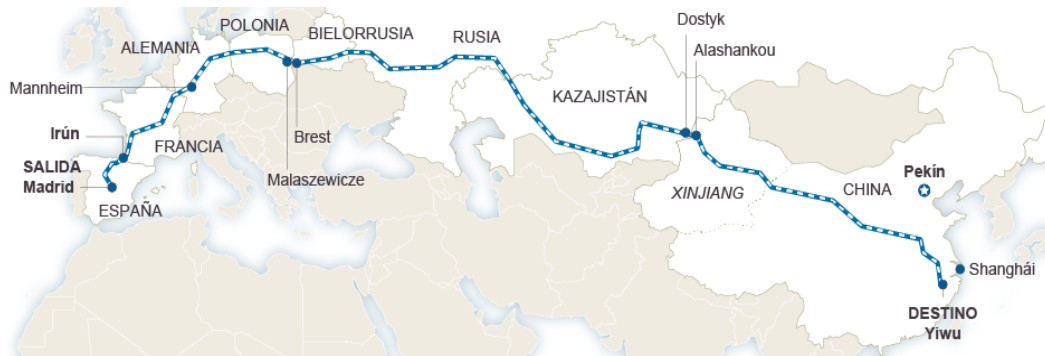 POLONIA
ALEMANIA
BIELORRUSIA
RUSIA
Dostyk
Alashankou
Mannheim
KAZAJISTÁN
Irún
FRANCIA
Brest
SALIDA
Madrid
Malaszewicze
ESPAÑA
XINJIANG
CHINA
Pekín
Shanghái
DESTINO
Yiwu